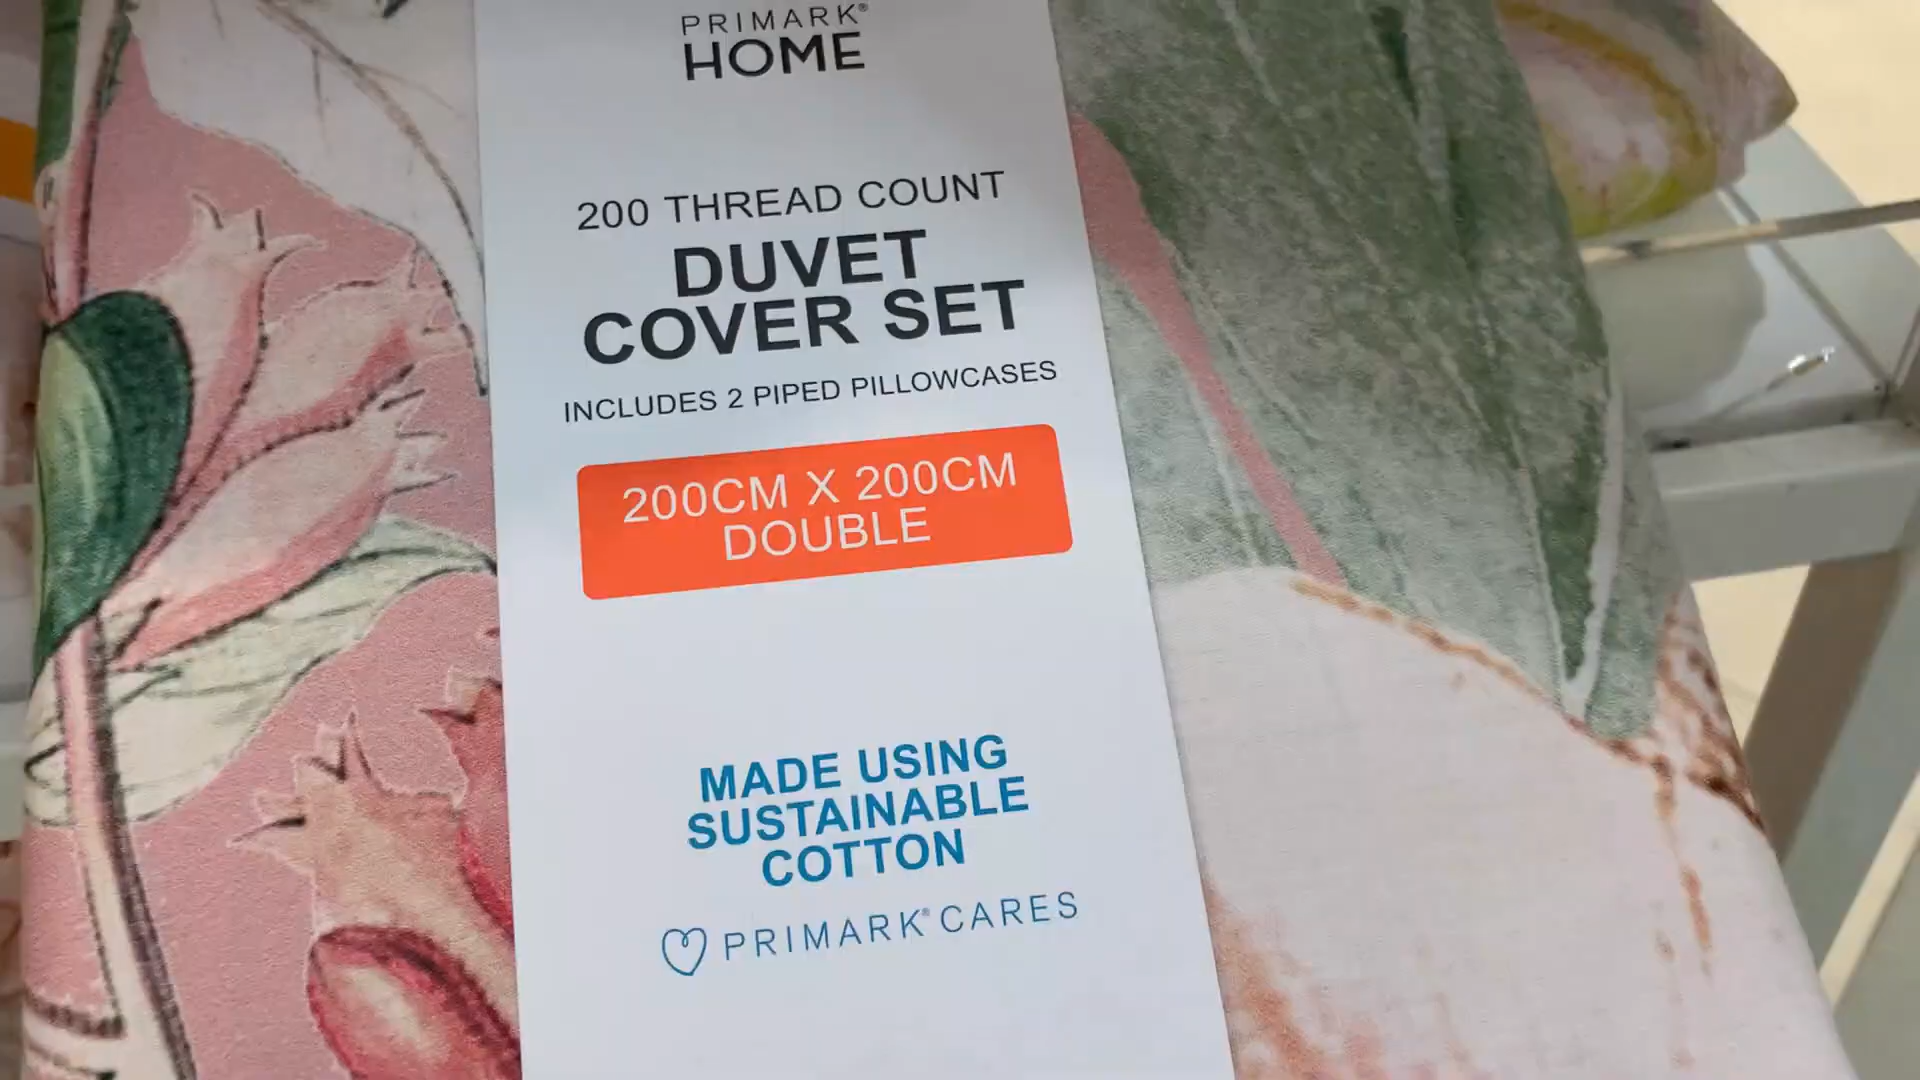 PRIMARK®
HOME
200 THREAD COUNT
DUVET
COVER SET
INCLUDES 2 PIPED PILLOWCASES
200CM X 200CM
DOUBLE
MADE USING
SUSTAINABLE
COTTON
PRIMARK® CARES